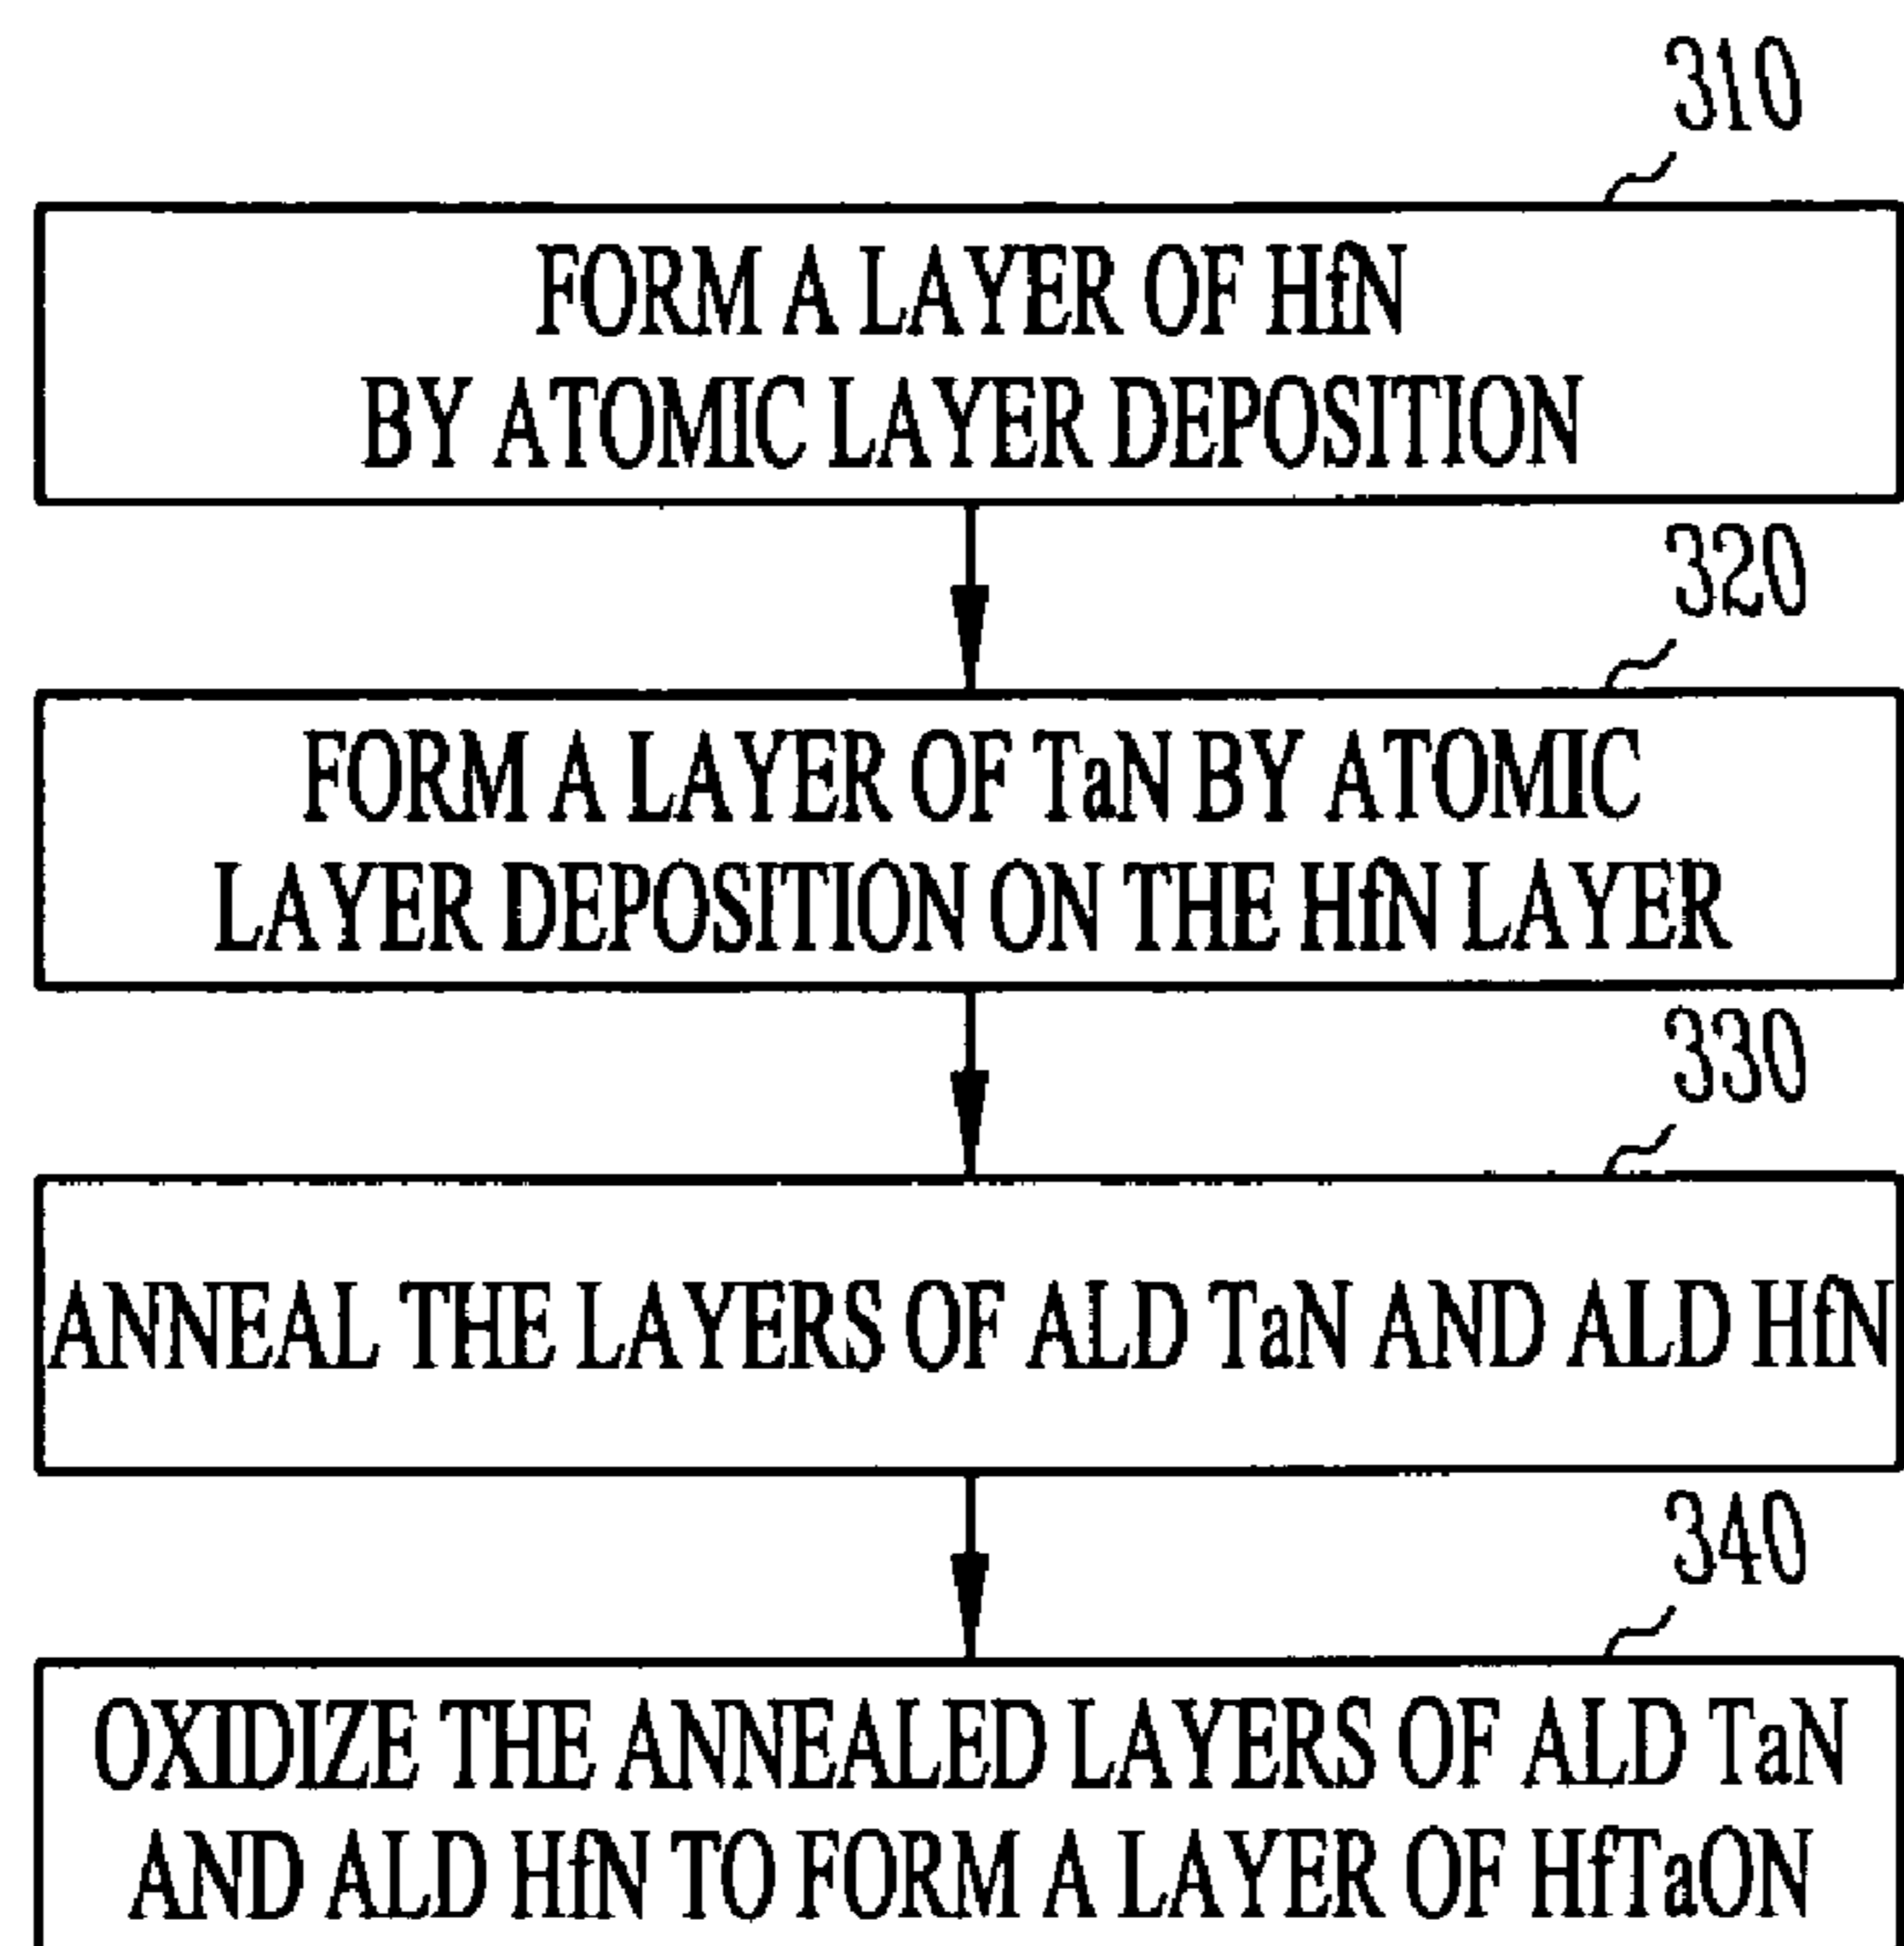 310
FORM A LAYER OF HfN
BY ATOMIC LAYER DEPOSITION
320
FORM A LAYER OF TaN BY ATOMIC
LAYER DEPOSITION ON THE HfN LAYER
330
ANNEAL THE LAYERS OF ALD TaN AND ALD HfN
340
OXIDIZE THE ANNEALED LAYERS OF ALD TaN
AND ALD HfN TO FORM A LAYER OF HfTaON